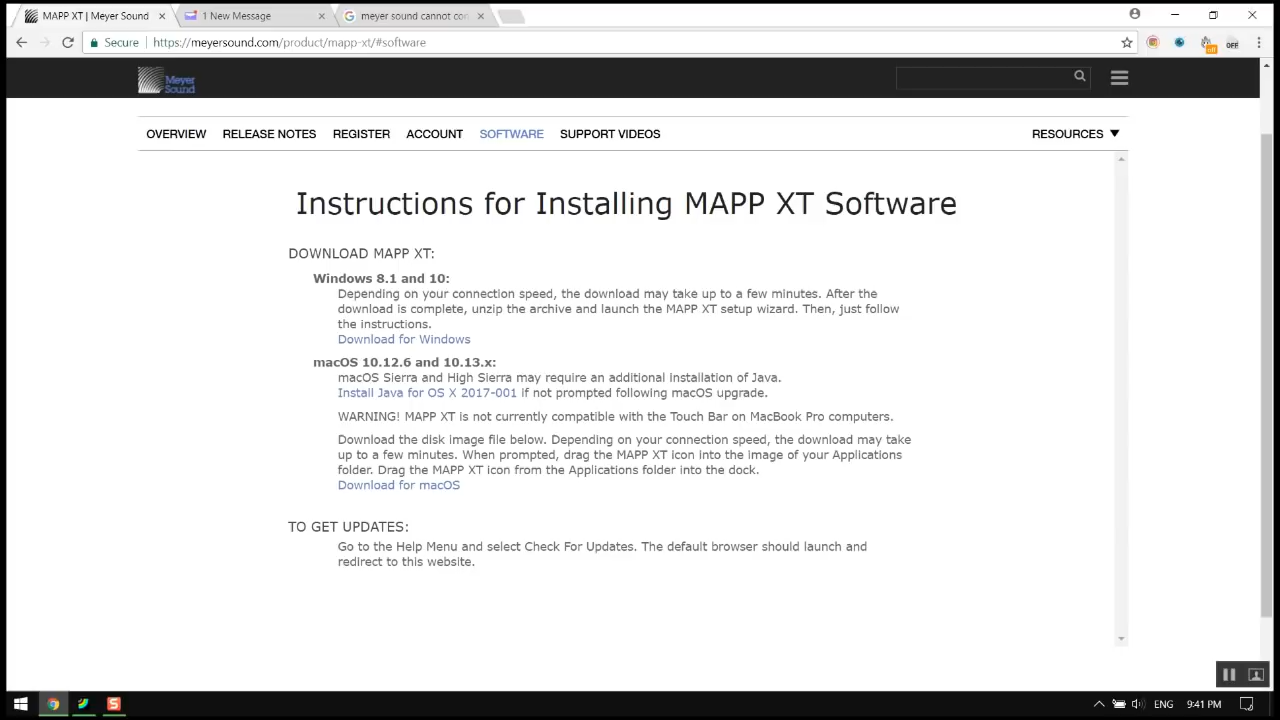 MAPP XT | Meyer Sound
1 New Message
meyer sound cannot con
Secure
https://meyersound.com/product/mapp-xt/#software
off
OFF
Meyer
Sound
OVERVIEW
RELEASE NOTES
REGISTER
ACCOUNT
SOFTWARE
SUPPORT VIDEOS
RESOURCES
Instructions for Installing MAPP XT Software
DOWNLOAD MAPP XT:
Windows 8.1 and 10:
Depending on your connection speed, the download may take up to a few minutes. After the
download is complete, unzip the archive and launch the MAPP XT setup wizard. Then, just follow
the instructions.
Download for Windows
macOS 10.12.6 and 10.13.x:
macOS Sierra and High Sierra may require an additional installation of Java.
Install Java for OS X 2017-001 if not prompted following macOS upgrade.
WARNING! MAPP XT is not currently compatible with the Touch Bar on MacBook Pro computers.
Download the disk image file below. Depending on your connection speed, the download may take
up to a few minutes. When prompted, drag the MAPP XT icon into the image of your Applications
folder. Drag the MAPP XT icon from the Applications folder into the dock.
Download for macOS
TO GET UPDATES:
Go to the Help Menu and select Check For Updates. The default browser should launch and
redirect to this website.
ENG
9:41 PM